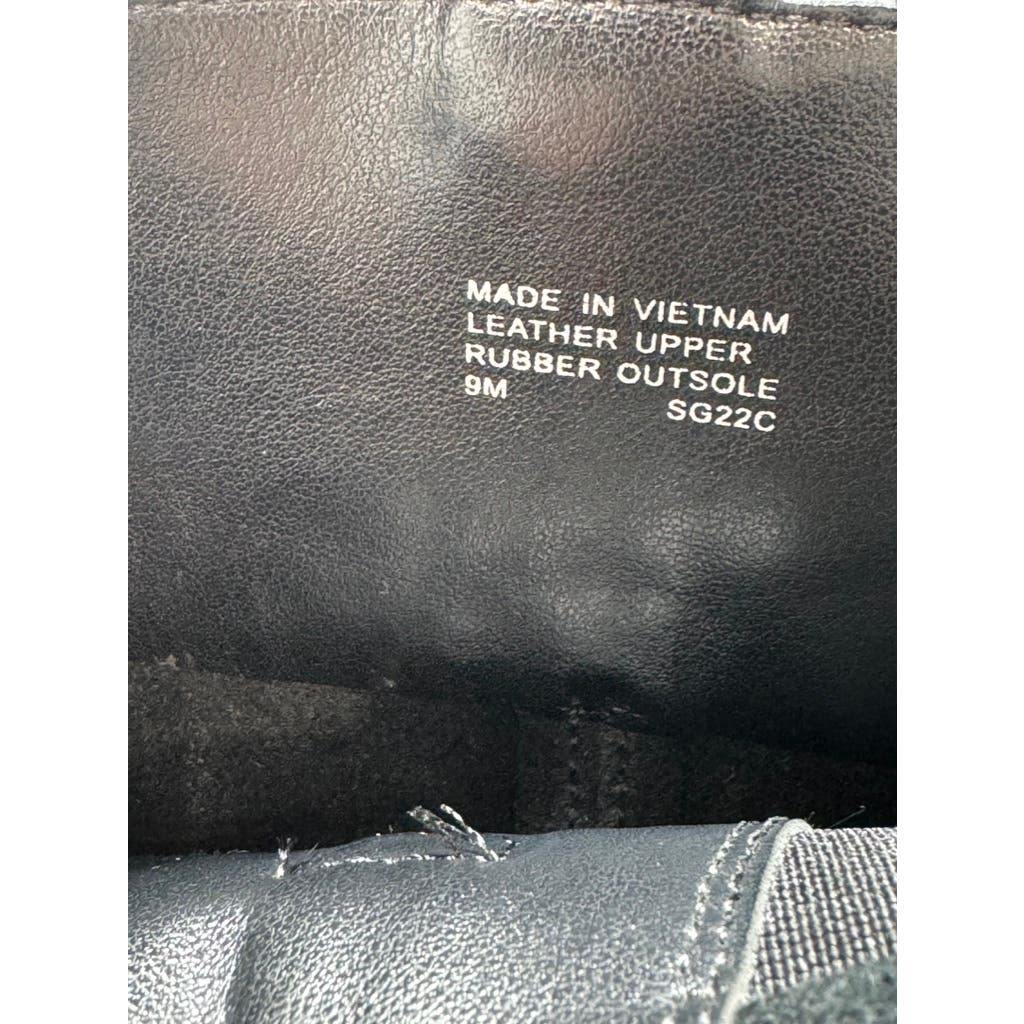 MADE IN VIETNAM
LEATHER UPPER
RUBBER OUTSOLE
9M SG22C